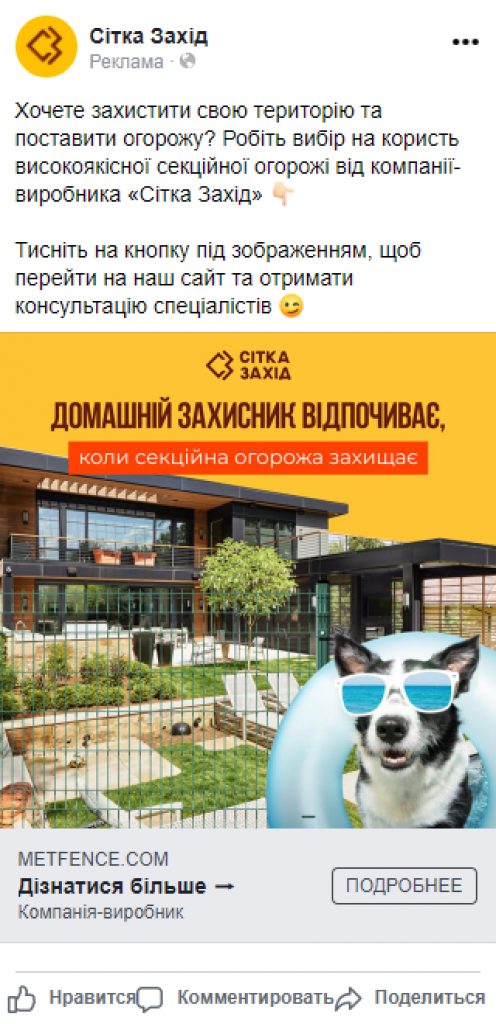 Сітка Захід
Реклама ·
Хочете захистити свою територію та
поставити огорожу? Робіть вибір на користь
високоякісної секційної огорожі від компанії-
виробника «Сітка Захід» 👇🏻
Тисніть на кнопку під зображенням, щоб
перейти на наш сайт та отримати
консультацію спеціалістів 😉
СІТКА
ЗАХІД
ДОМАШНІЙ ЗАХИСНИК ВІДПОЧИВАЄ,
коли секційна огорожа захищає
METFENCE.COM
Дізнатися більше →
Компанія-виробник
ПОДРОБНЕЕ
Нравится
Комментировать
Поделиться